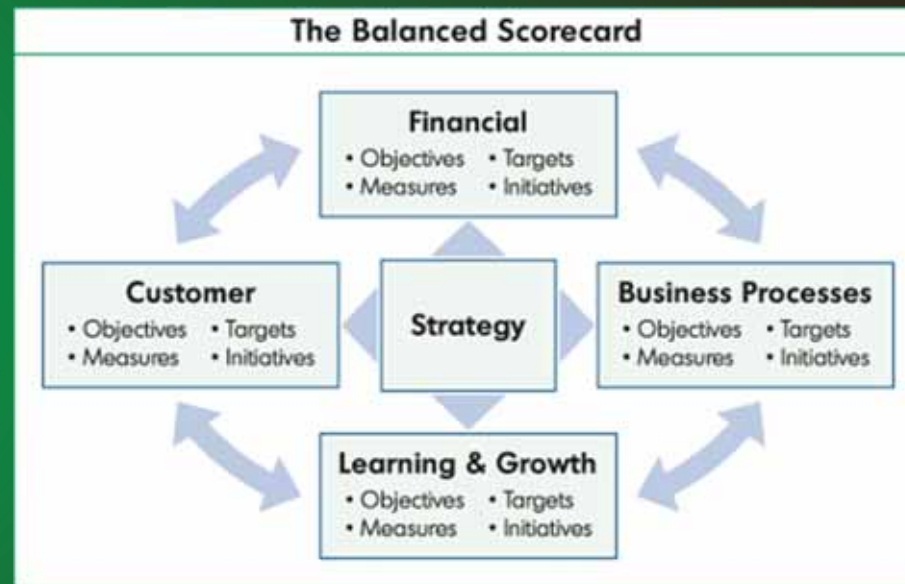 The Balanced Scorecard
Financial
• Objectives • Targets
• Measures • Initiatives
Customer
• Objectives • Targets
• Measures • Initiatives
Strategy
Business Processes
• Objectives • Targets
• Measures • Initiatives
Learning & Growth
• Objectives • Targets
• Measures • Initiatives